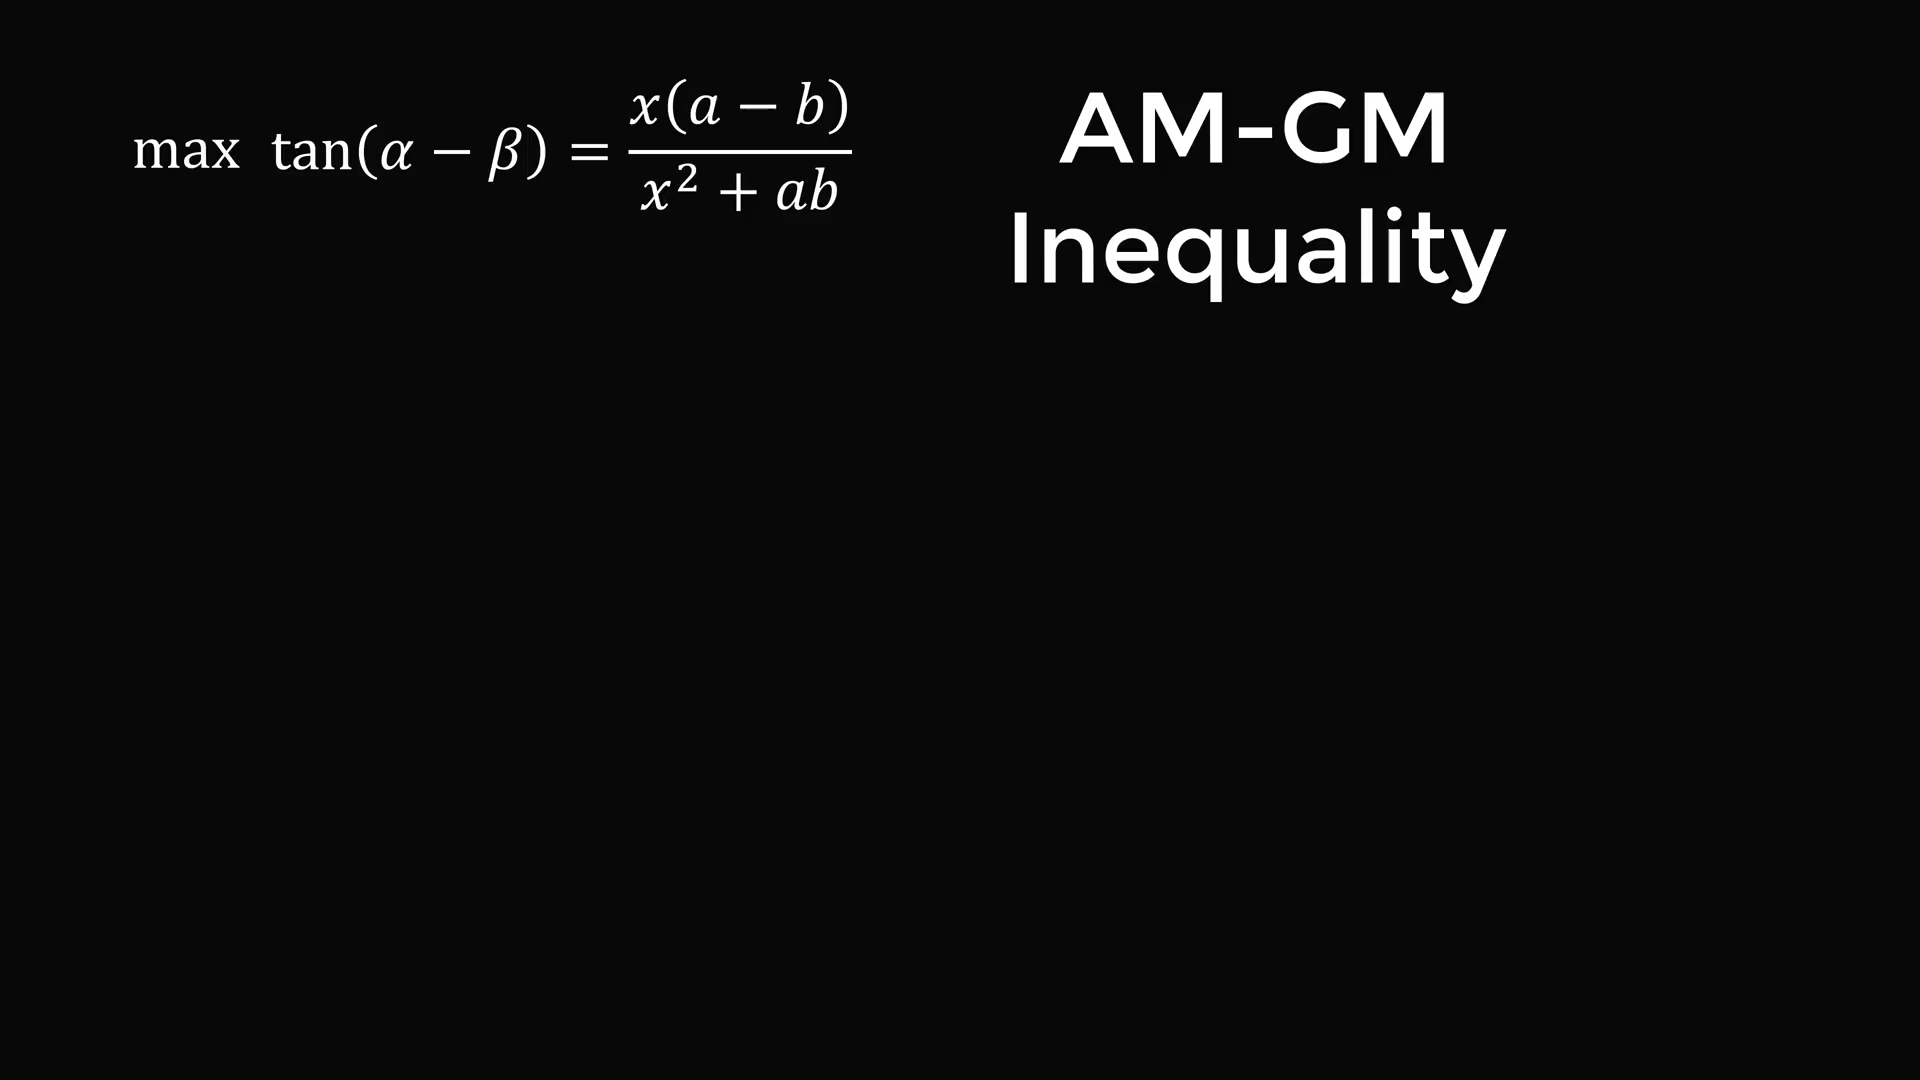 max tan(α − β) = x(a − b) / x² + ab
AM-GM
Inequality